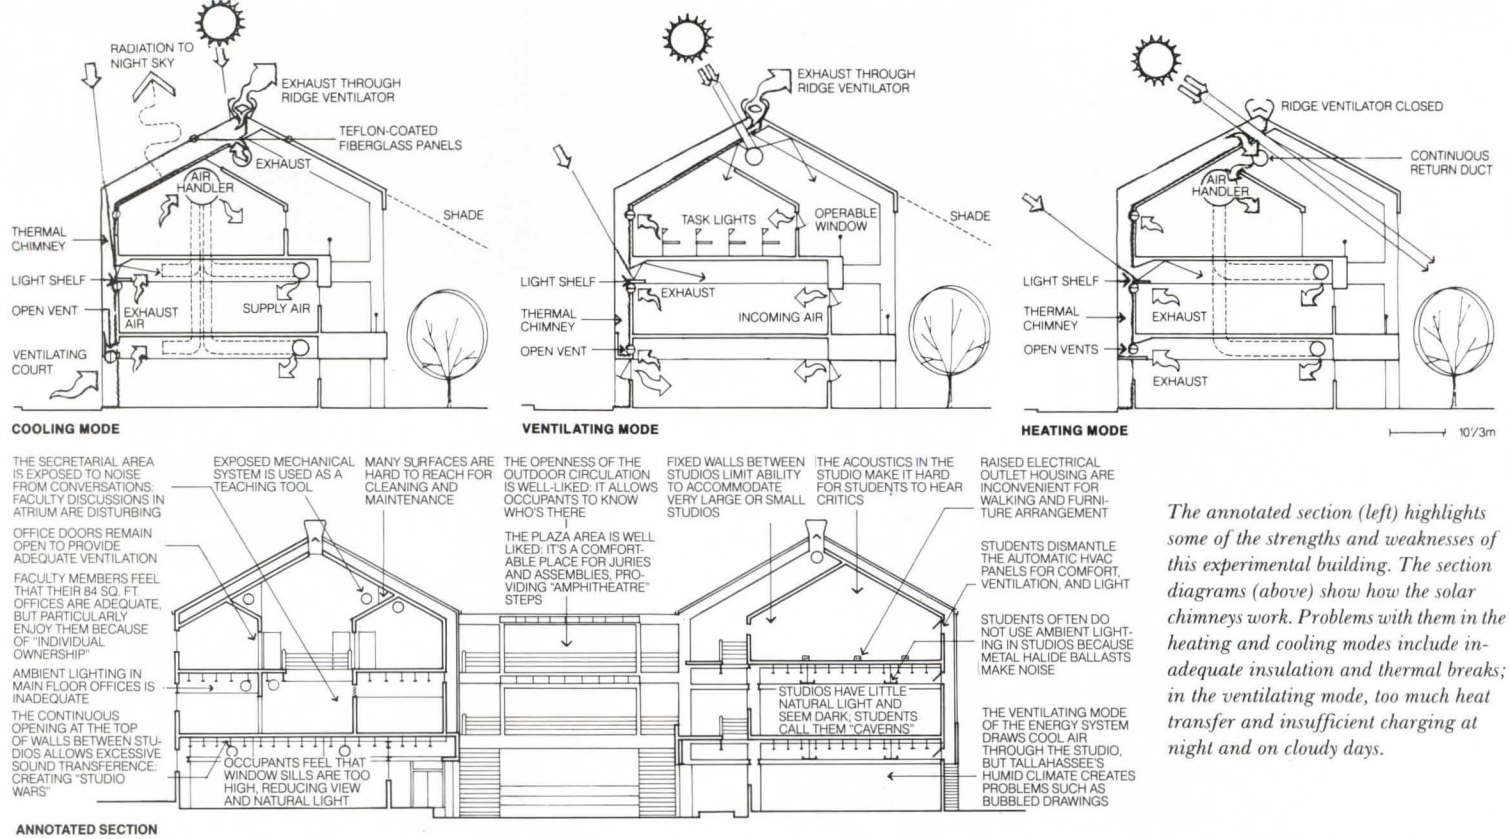 RADIATION TO
NIGHT SKY
EXHAUST THROUGH
RIDGE VENTILATOR
TEFLON-COATED
FIBERGLASS PANELS
EXHAUST
AIR
HANDLER
SHADE
THERMAL
CHIMNEY
LIGHT SHELF
OPEN VENT
EXHAUST
AIR
SUPPLY AIR
VENTILATING
COURT
COOLING MODE
EXHAUST THROUGH
RIDGE VENTILATOR
TASK LIGHTS
OPERABLE
WINDOW
SHADE
LIGHT SHELF
EXHAUST
THERMAL
CHIMNEY
INCOMING AIR
OPEN VENT
VENTILATING MODE
RIDGE VENTILATOR CLOSED
CONTINUOUS
RETURN DUCT
AIR
HANDLER
LIGHT SHELF
THERMAL
CHIMNEY
EXHAUST
OPEN VENTS
EXHAUST
HEATING MODE
10'/3m
THE SECRETARIAL AREA
IS EXPOSED TO NOISE
FROM CONVERSATIONS:
FACULTY DISCUSSIONS IN
ATRIUM ARE DISTURBING
OFFICE DOORS REMAIN
OPEN TO PROVIDE
ADEQUATE VENTILATION
FACULTY MEMBERS FEEL
THAT THEIR 84 SQ. FT.
OFFICES ARE ADEQUATE,
BUT PARTICULARLY
ENJOY THEM BECAUSE
OF "INDIVIDUAL
OWNERSHIP"
AMBIENT LIGHTING IN
MAIN FLOOR OFFICES IS
INADEQUATE
THE CONTINUOUS
OPENING AT THE TOP
OF WALLS BETWEEN STU-
DIOS ALLOWS EXCESSIVE
SOUND TRANSFERENCE:
CREATING "STUDIO
WARS"
EXPOSED MECHANICAL
SYSTEM IS USED AS A
TEACHING TOOL
MANY SURFACES ARE
HARD TO REACH FOR
CLEANING AND
MAINTENANCE
THE OPENNESS OF THE
OUTDOOR CIRCULATION
IS WELL-LIKED: IT ALLOWS
OCCUPANTS TO KNOW
WHO'S THERE
THE PLAZA AREA IS WELL
LIKED: IT'S A COMFORT-
ABLE PLACE FOR JURIES
AND ASSEMBLIES, PRO-
VIDING "AMPHITHEATRE"
STEPS
FIXED WALLS BETWEEN
STUDIOS LIMIT ABILITY
TO ACCOMMODATE
VERY LARGE OR SMALL
STUDIOS
THE ACOUSTICS IN THE
STUDIO MAKE IT HARD
FOR STUDENTS TO HEAR
CRITICS
RAISED ELECTRICAL
OUTLET HOUSING ARE
INCONVENIENT FOR
WALKING AND FURNI-
TURE ARRANGEMENT
STUDENTS DISMANTLE
THE AUTOMATIC HVAC
PANELS FOR COMFORT,
VENTILATION, AND LIGHT
STUDENTS OFTEN DO
NOT USE AMBIENT LIGHT-
ING IN STUDIOS BECAUSE
METAL HALIDE BALLASTS
MAKE NOISE
THE VENTILATING MODE
OF THE ENERGY SYSTEM
DRAWS COOL AIR
THROUGH THE STUDIO,
BUT TALLAHASSEE'S
HUMID CLIMATE CREATES
PROBLEMS SUCH AS
BUBBLED DRAWINGS
STUDIOS HAVE LITTLE
NATURAL LIGHT AND
SEEM DARK; STUDENTS
CALL THEM "CAVERNS"
OCCUPANTS FEEL THAT
WINDOW SILLS ARE TOO
HIGH, REDUCING VIEW
AND NATURAL LIGHT
ANNOTATED SECTION
The annotated section (left) highlights
some of the strengths and weaknesses of
this experimental building. The section
diagrams (above) show how the solar
chimneys work. Problems with them in the
heating and cooling modes include in-
adequate insulation and thermal breaks;
in the ventilating mode, too much heat
transfer and insufficient charging at
night and on cloudy days.